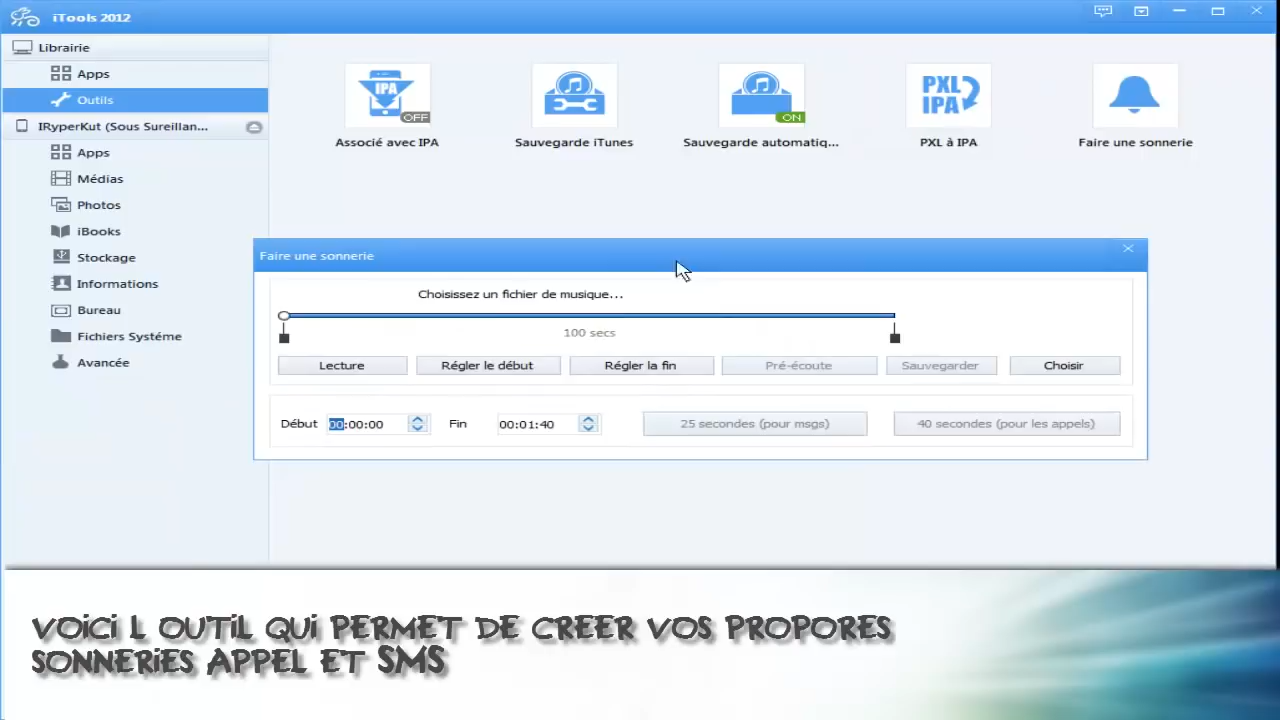 iTools 2012
Librairie
Apps
Outils
IRyperKut (Sous Sureillan...
Apps
Médias
Photos
iBooks
Stockage
Informations
Bureau
Fichiers Systéme
Avancée
IPA
OFF
ON
PXL
IPA
Associé avec IPA
Sauvegarde iTunes
Sauvegarde automatiq...
PXL à IPA
Faire une sonnerie
Faire une sonnerie
Choisissez un fichier de musique...
100 secs
Lecture
Régler le début
Régler la fin
Pré-écoute
Sauvegarder
Choisir
Début 00:00:00
Fin 00:01:40
25 secondes (pour msgs)
40 secondes (pour les appels)
VOiCi L OUTiL QUi PERMET DE CREER VOS PROPORES
SONNERiES APPEL ET SMS